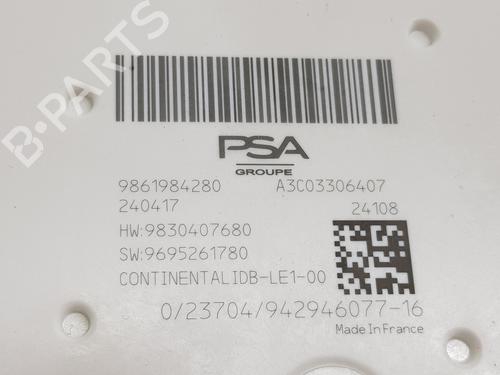 PSA
GROUPE
9861984280 A3C03306407
240417 24108
HW:9830407680
SW:9695261780
CONTINENTALIDB-LE1-00
0/23704/942946077-16
Made In France
B-PARTS